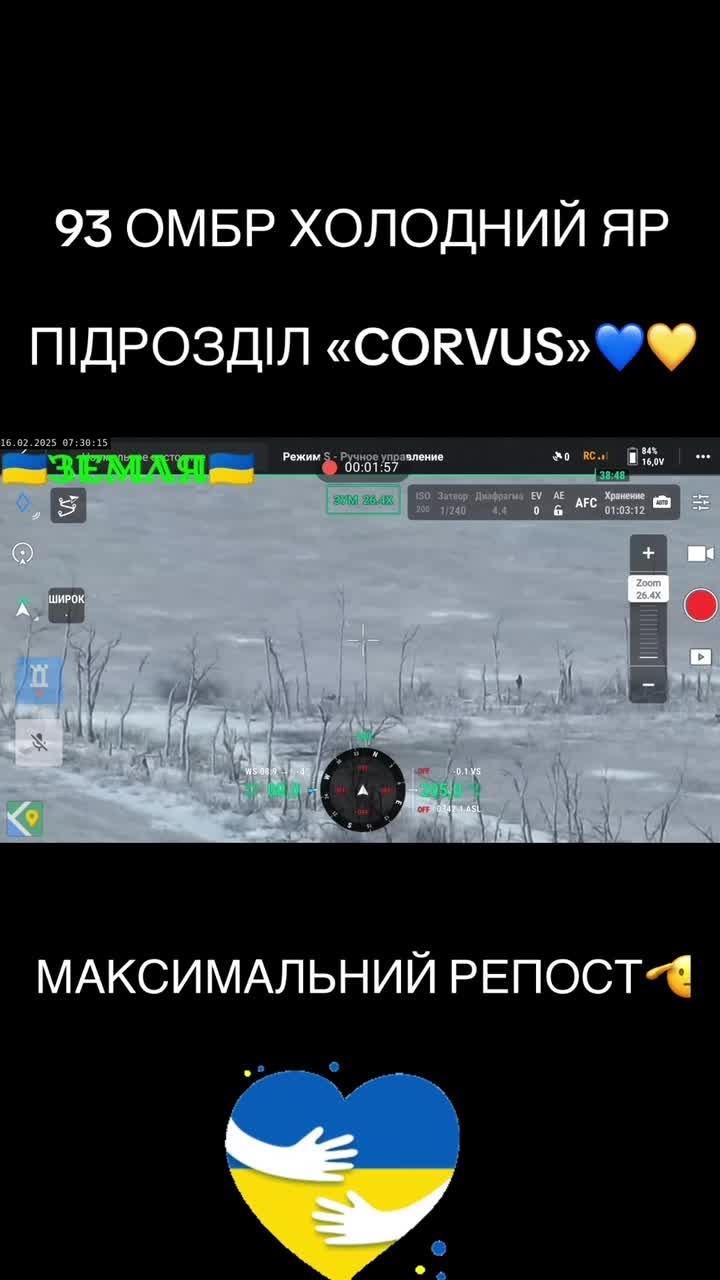 93 ОМБР ХОЛОДНИЙ ЯР
ПІДРОЗДІЛ «CORVUS»💙💛
16.02.2025 07:30:15
🇺🇦ЗЕМЛЯ🇺🇦
Режим S - Ручное управление
0
RC
84%
16,0V
00:01:57
38:48
ЗУМ 26.4X
ISO
200
Затвор
1/240
Диафрагма
4.4
EV
0
AE
AFC
Хранение
01:03:12
AUTO
ШИРОК
Zoom
26.4X
WS 08.9
OFF
-0.1 VS
OFF
ASL
N
E
S
W
МАКСИМАЛЬНИЙ РЕПОСТ🫡